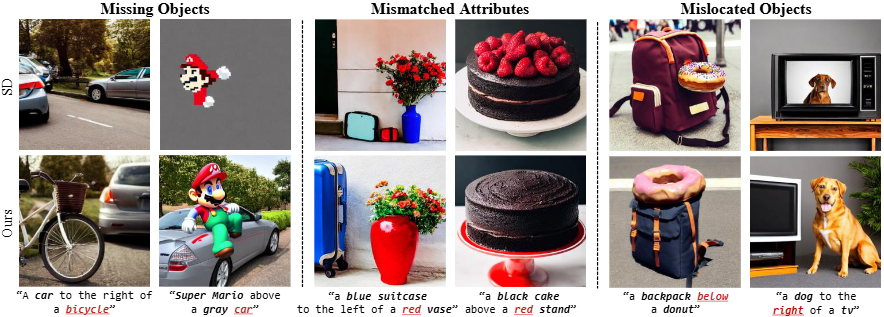 Missing Objects
Mismatched Attributes
Mislocated Objects
SD
Ours
“A car to the right of
a bicycle”
“Super Mario above
a gray car”
“a blue suitcase
to the left of a red vase”
“a black cake
above a red stand”
“a backpack below
a donut”
“a dog to the
right of a tv”